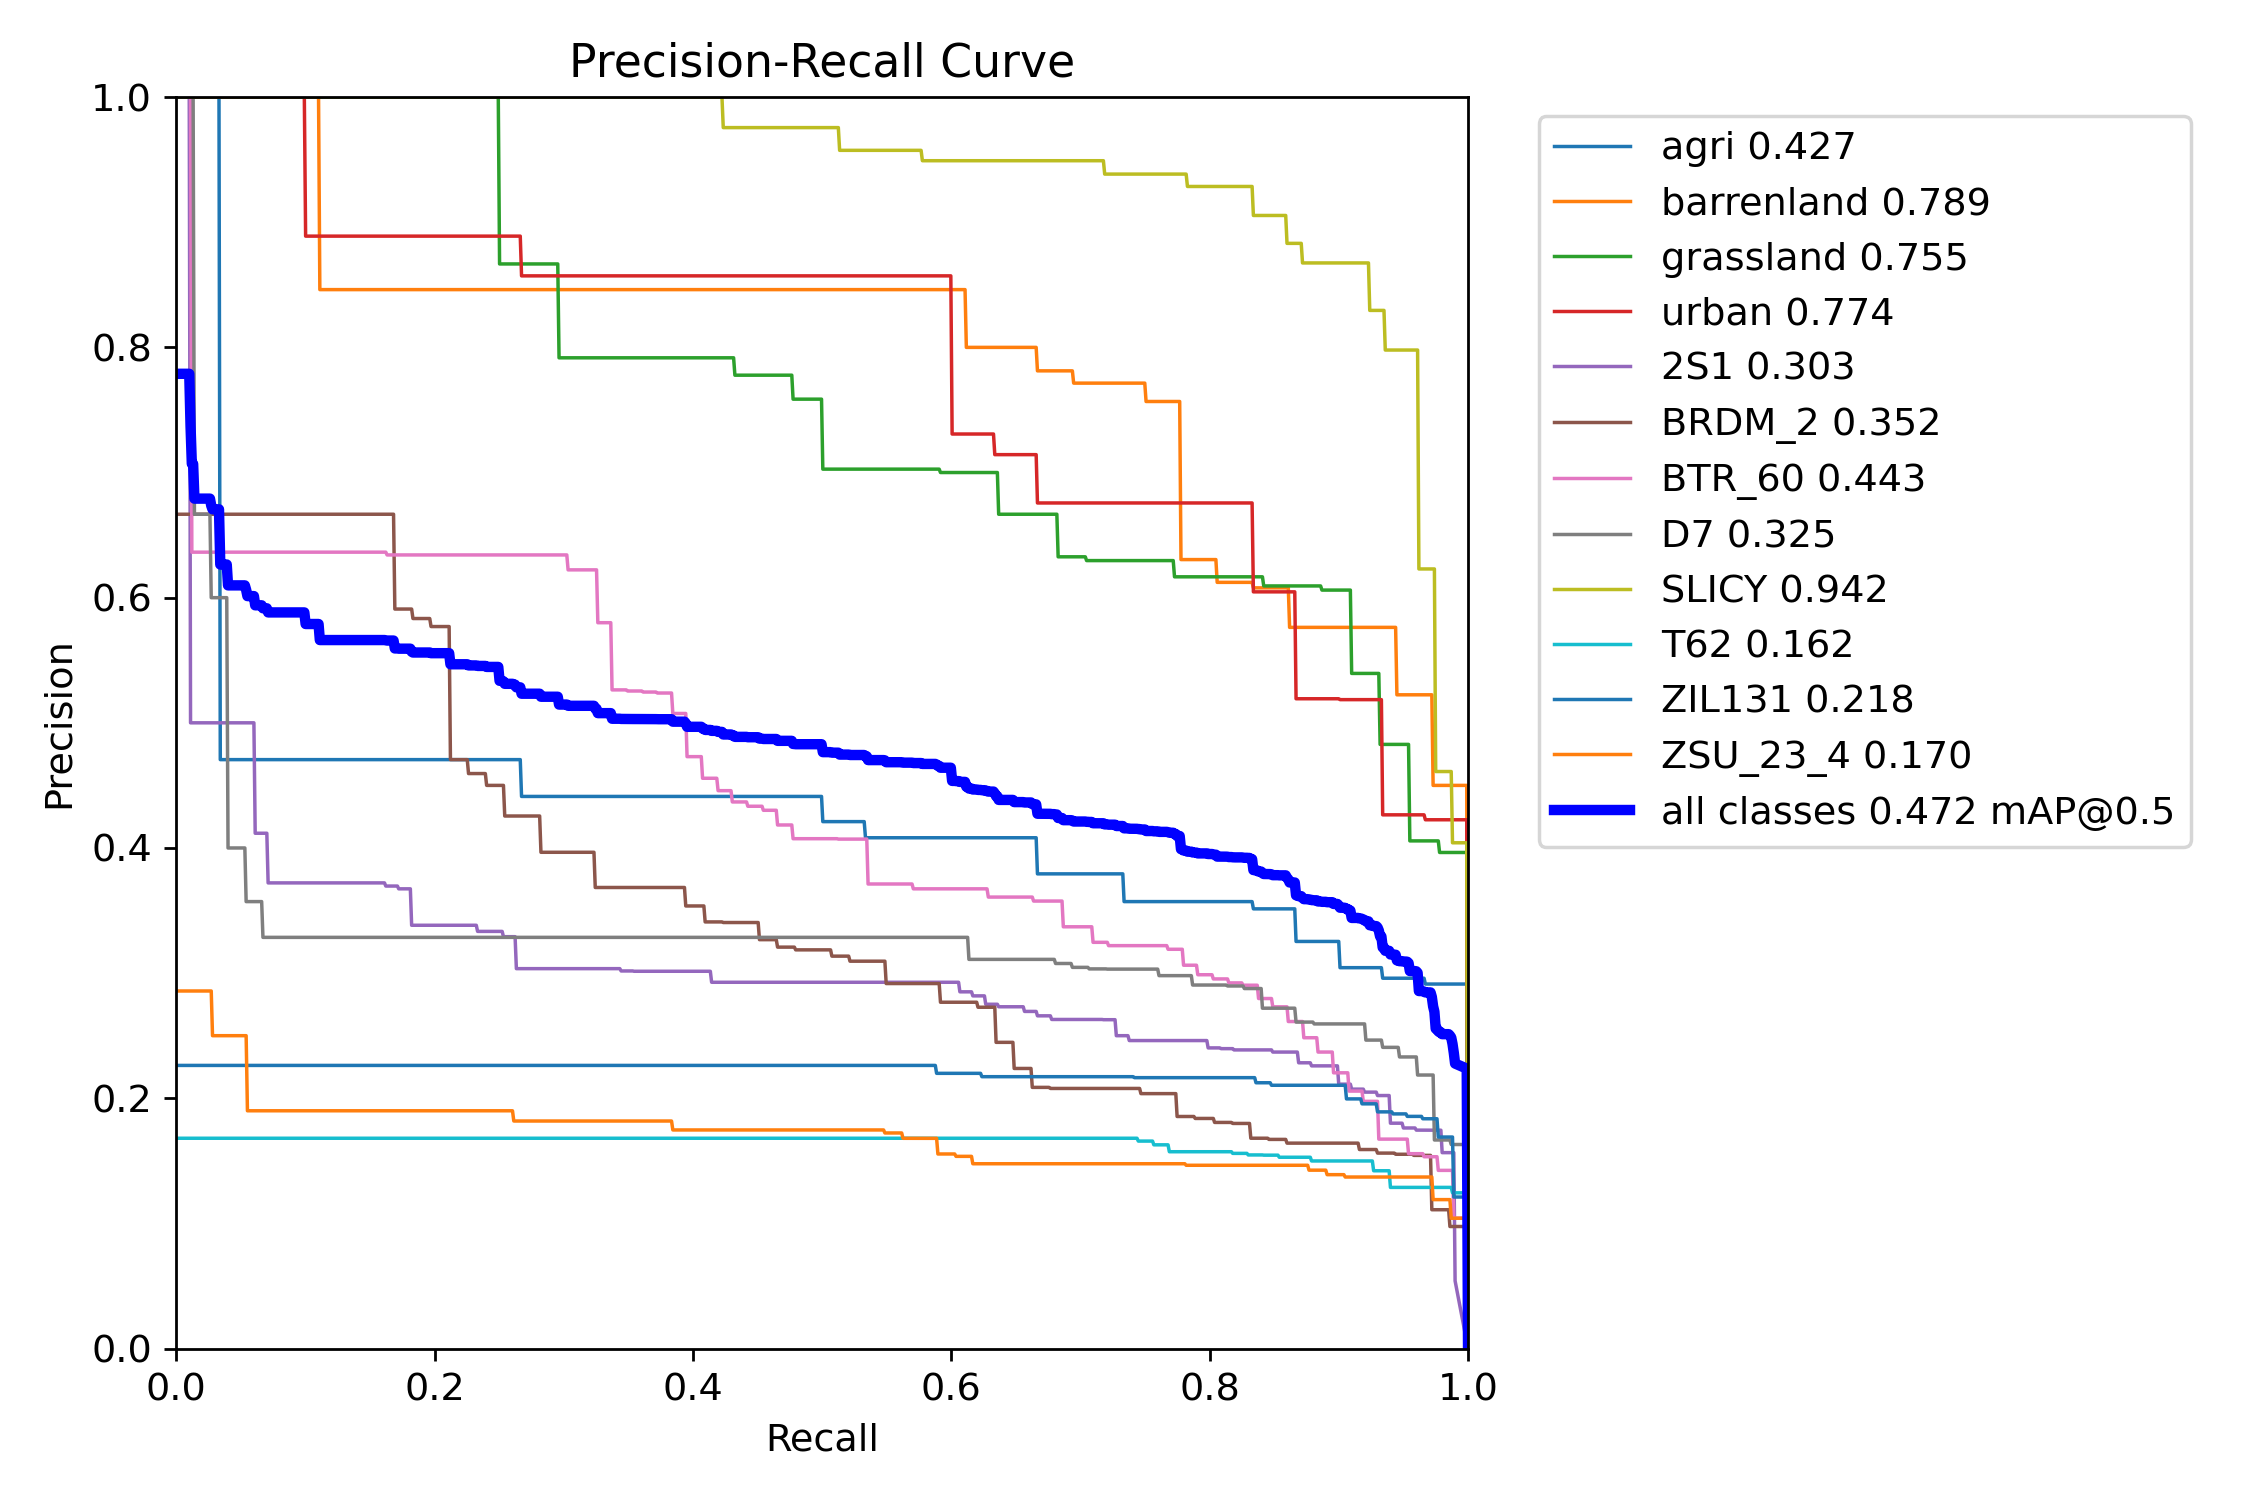 Precision-Recall Curve
1.0
0.8
0.6
0.4
0.2
0.0
Precision
0.0 0.2 0.4 0.6 0.8 1.0
Recall
agri 0.427
barrenland 0.789
grassland 0.755
urban 0.774
2S1 0.303
BRDM_2 0.352
BTR_60 0.443
D7 0.325
SLICY 0.942
T62 0.162
ZIL131 0.218
ZSU_23_4 0.170
all classes 0.472 mAP@0.5